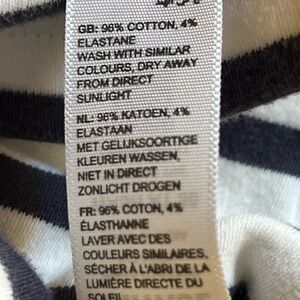 GB: 96% COTTON, 4%
ELASTANE
WASH WITH SIMILAR
COLOURS, DRY AWAY
FROM DIRECT
SUNLIGHT
NL: 96% KATOEN, 4%
ELASTAAN
MET GELIJKSOORTIGE
KLEUREN WASSEN,
NIET IN DIRECT
ZONLICHT DROGEN
FR: 96% COTON, 4%
ÉLASTHANNE
LAVER AVEC DES
COULEURS SIMILAIRES,
SÉCHER À L'ABRI DE LA
LUMIÈRE DIRECTE DU
SOLEIL